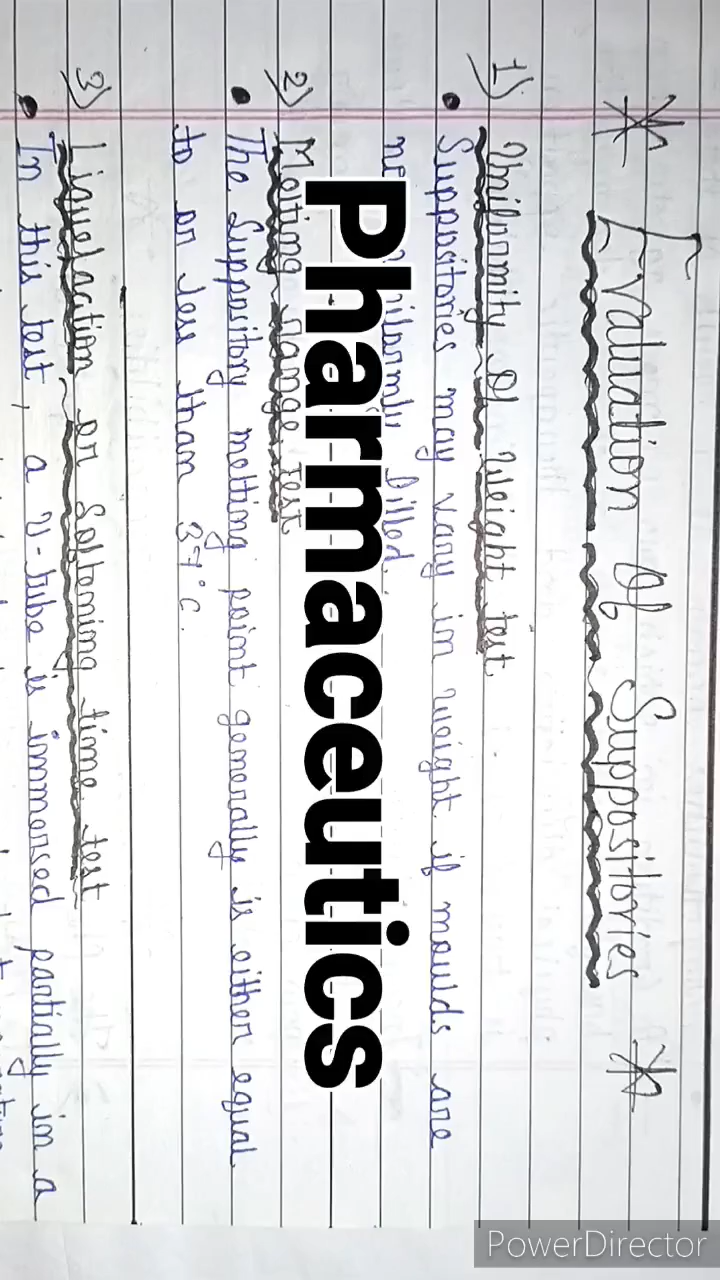 * Evaluation of Suppositories *
1) Uniformity of Weight test
• Suppositories may vary in weight if moulds are
filled.
Pharmaceutics
2) Melting range test
• The Suppository melting point generally is either equal
to or less than 37°C.
3) Liquefaction or Softening time test
• In this test, a U-tube is immersed partially in a
PowerDirector